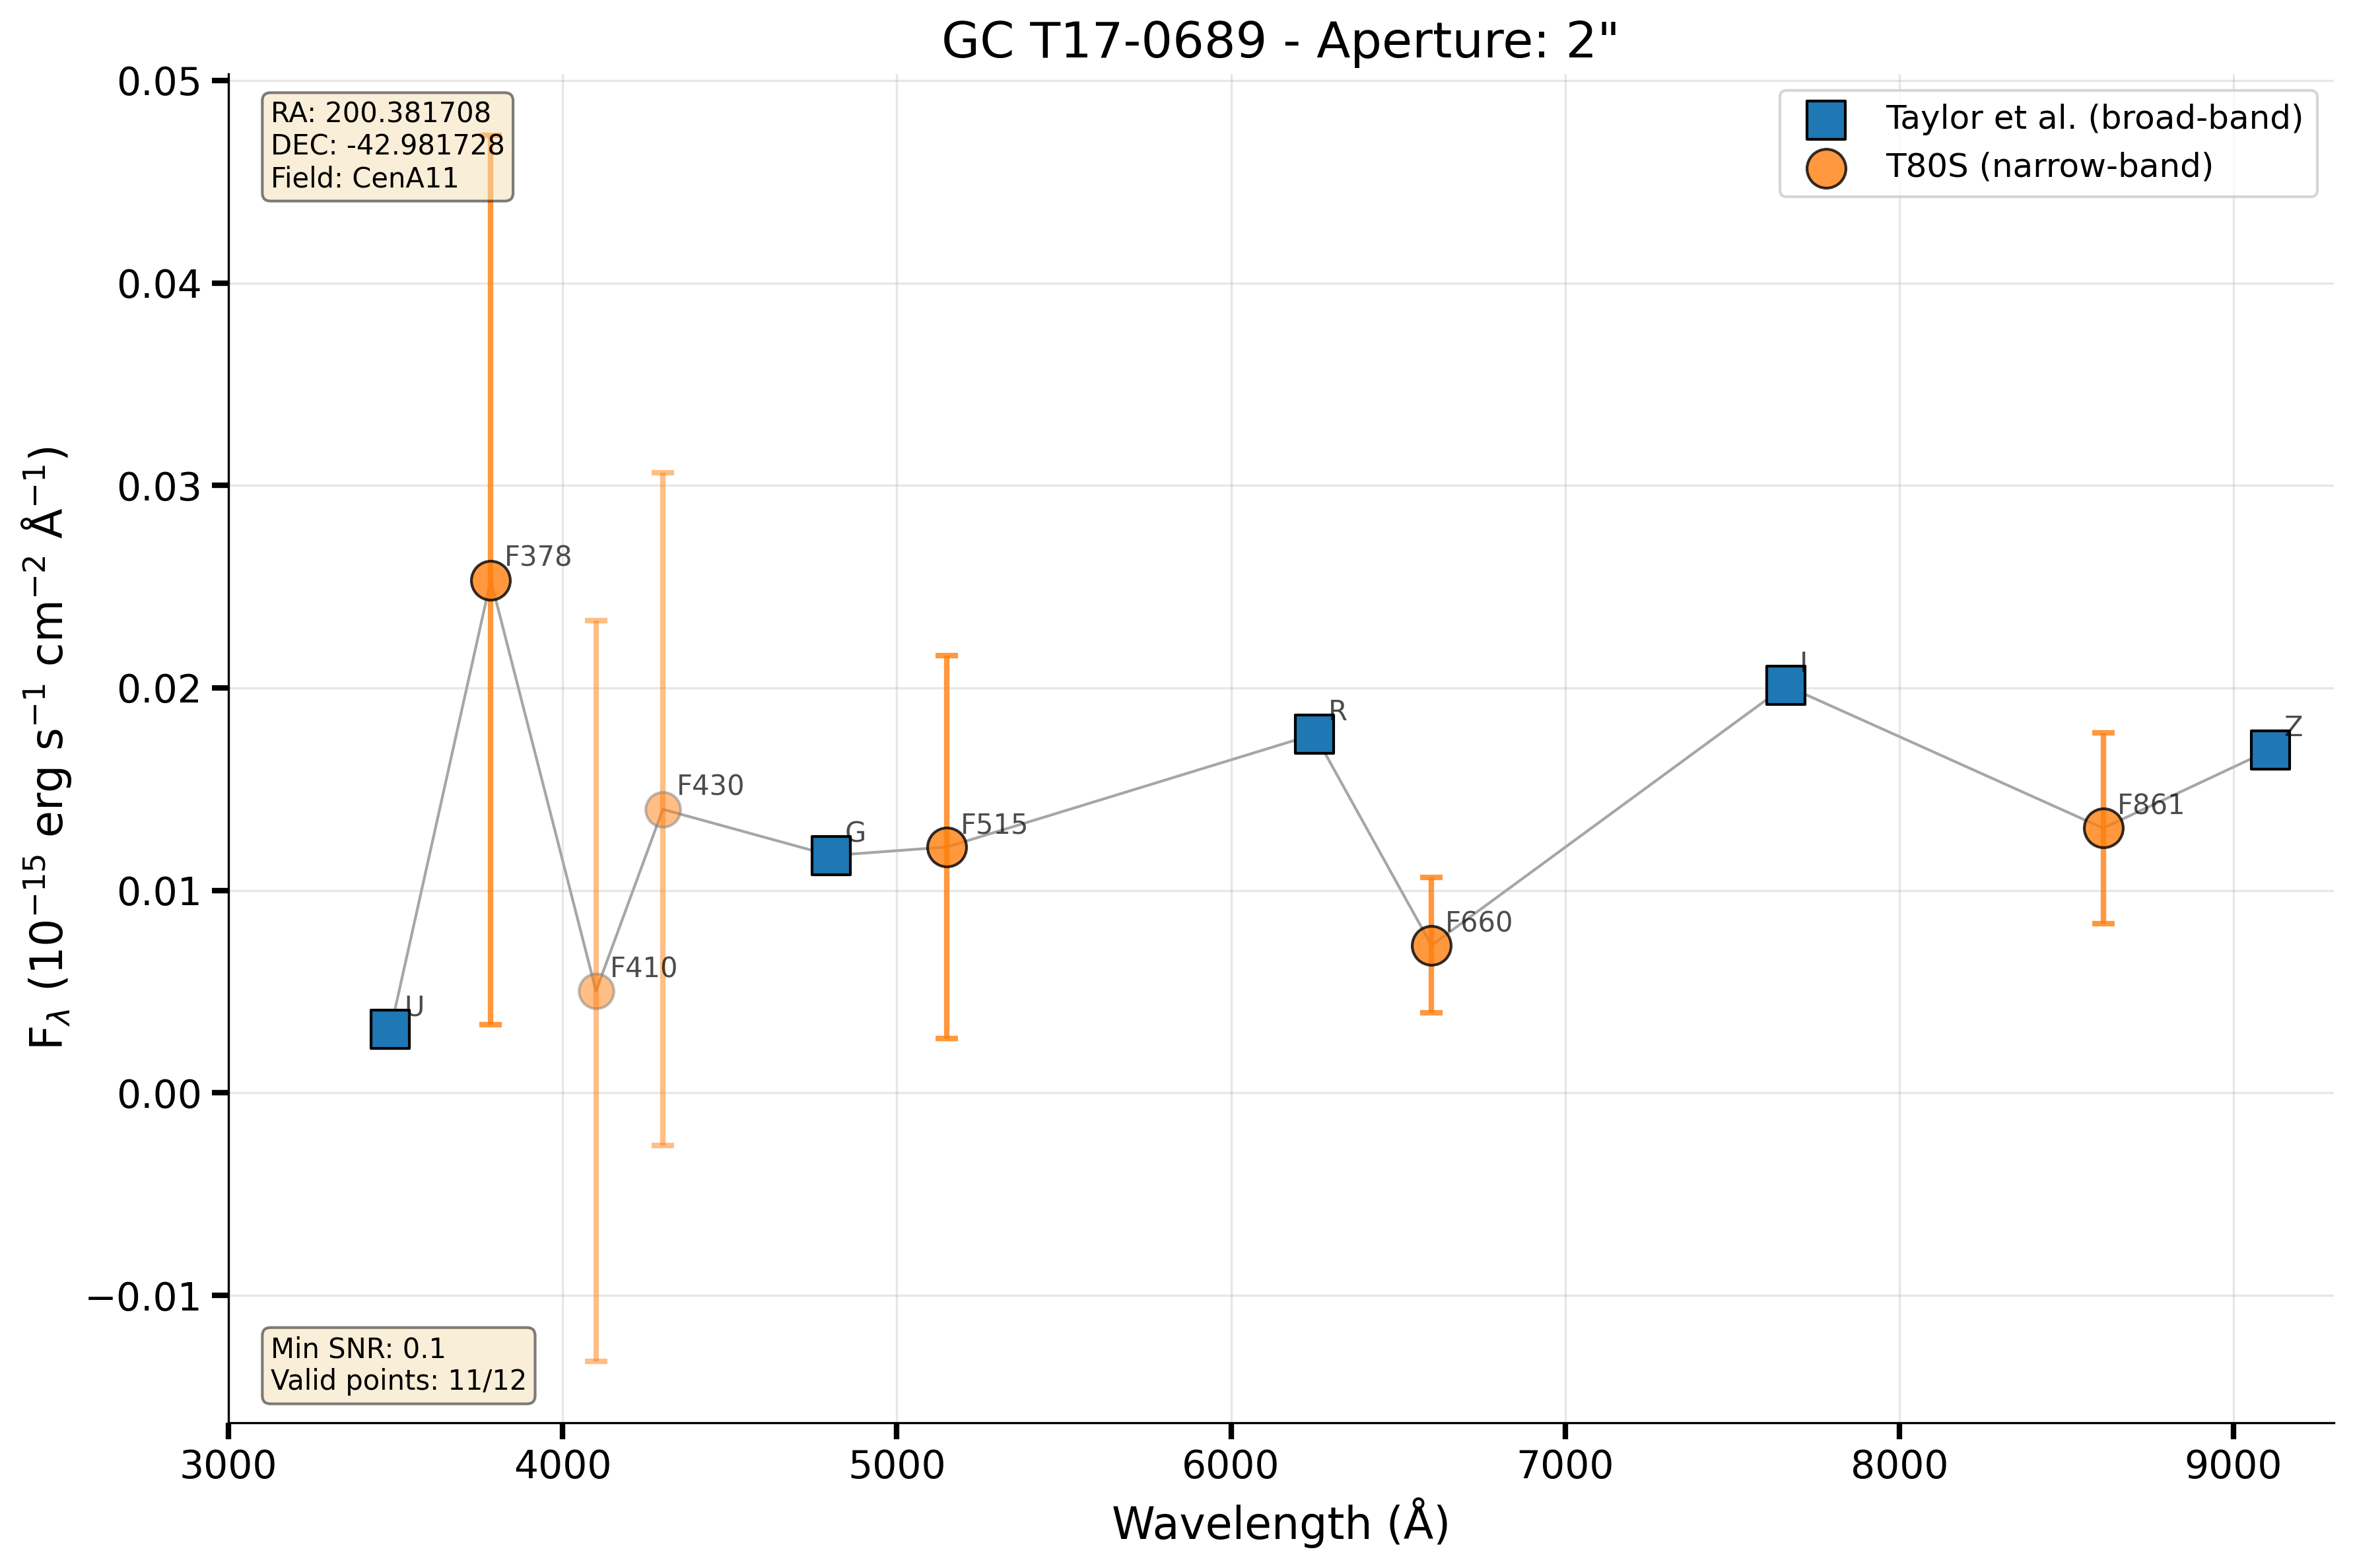 GC T17-0689 - Aperture: 2"
RA: 200.381708
DEC: -42.981728
Field: CenA11
Taylor et al. (broad-band)
T80S (narrow-band)
0.05
0.04
0.03
0.02
0.01
0.00
−0.01
F_λ (10⁻¹⁵ erg s⁻¹ cm⁻² Å⁻¹)
U
F378
F410
F430
G
F515
R
F660
I
F861
Z
Min SNR: 0.1
Valid points: 11/12
3000 4000 5000 6000 7000 8000 9000
Wavelength (Å)